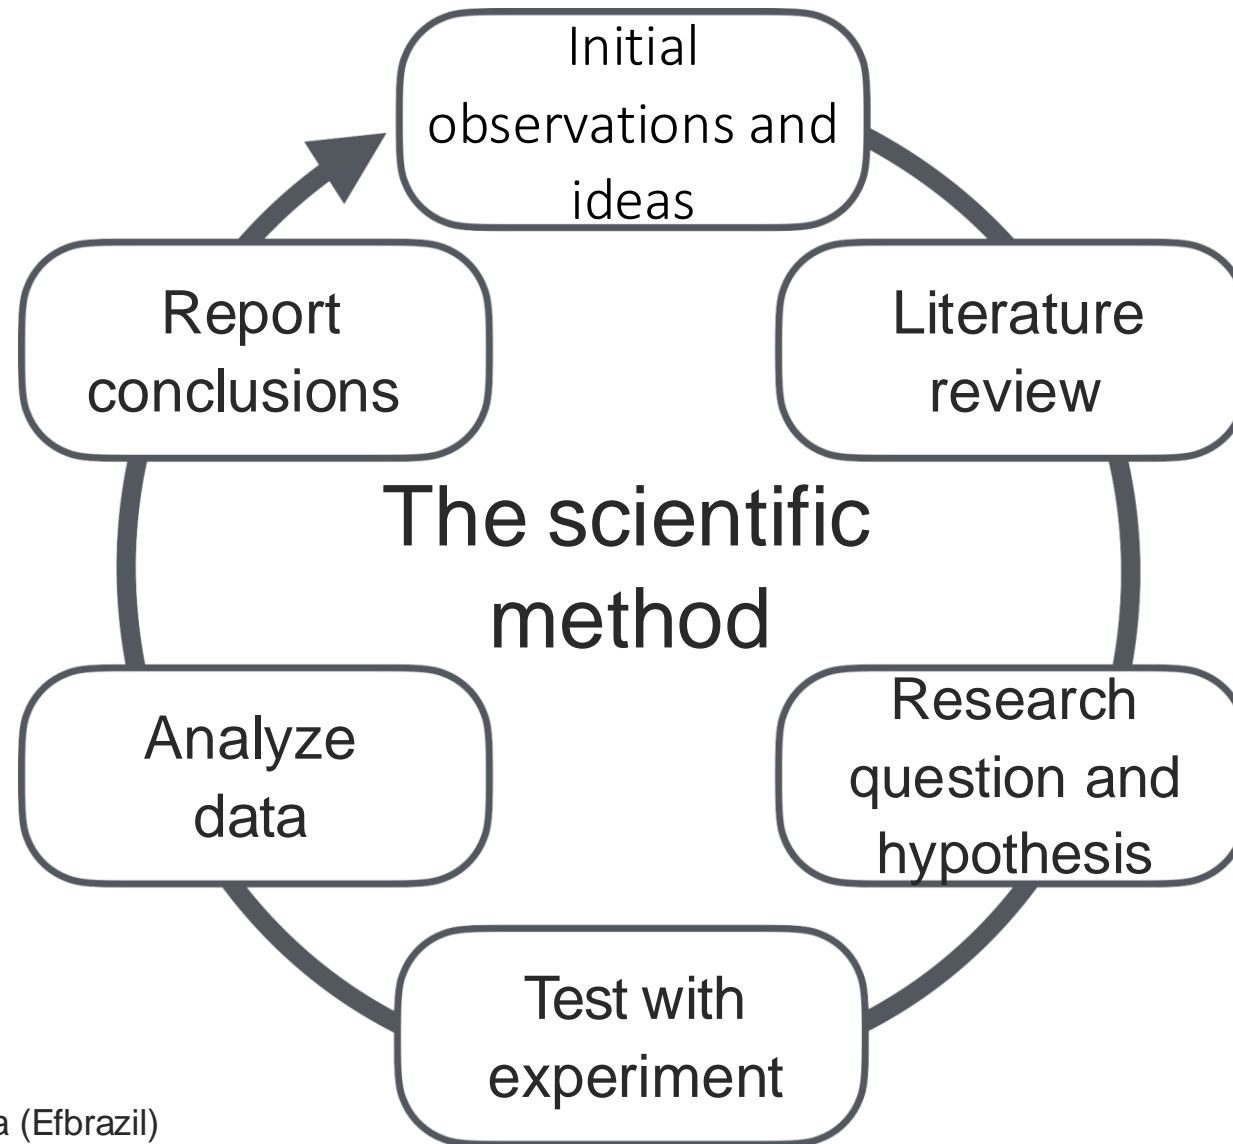 Initial
observations and
ideas
Literature
review
Research
question and
hypothesis
Test with
experiment
Analyze
data
Report
conclusions
The scientific
method
a (Efbrazil)